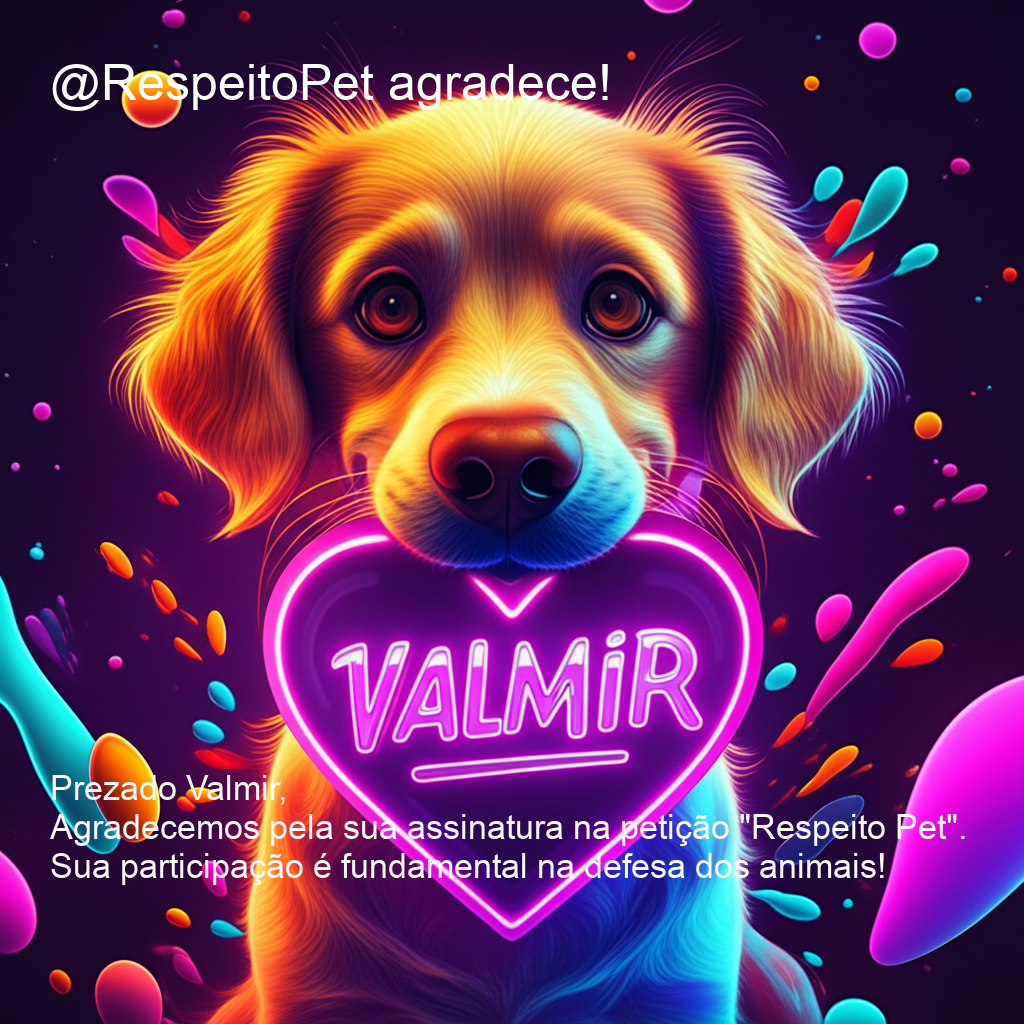 @RespeitoPet agradece!
VALMiR
Prezado Valmir,
Agradecemos pela sua assinatura na petição "Respeito Pet".
Sua participação é fundamental na defesa dos animais!